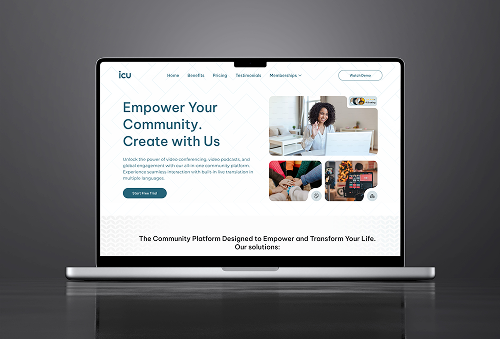 icu
Home Benefits Pricing Testimonials Memberships
Watch Demo
Empower Your
Community.
Create with Us
Unlock the power of video conferencing, video podcasts, and
global engagement with our all-in-one community platform.
Experience seamless interaction with built-in live translation in
multiple languages.
Start Free Trial
The Community Platform Designed to Empower and Transform Your Life.
Our solutions: